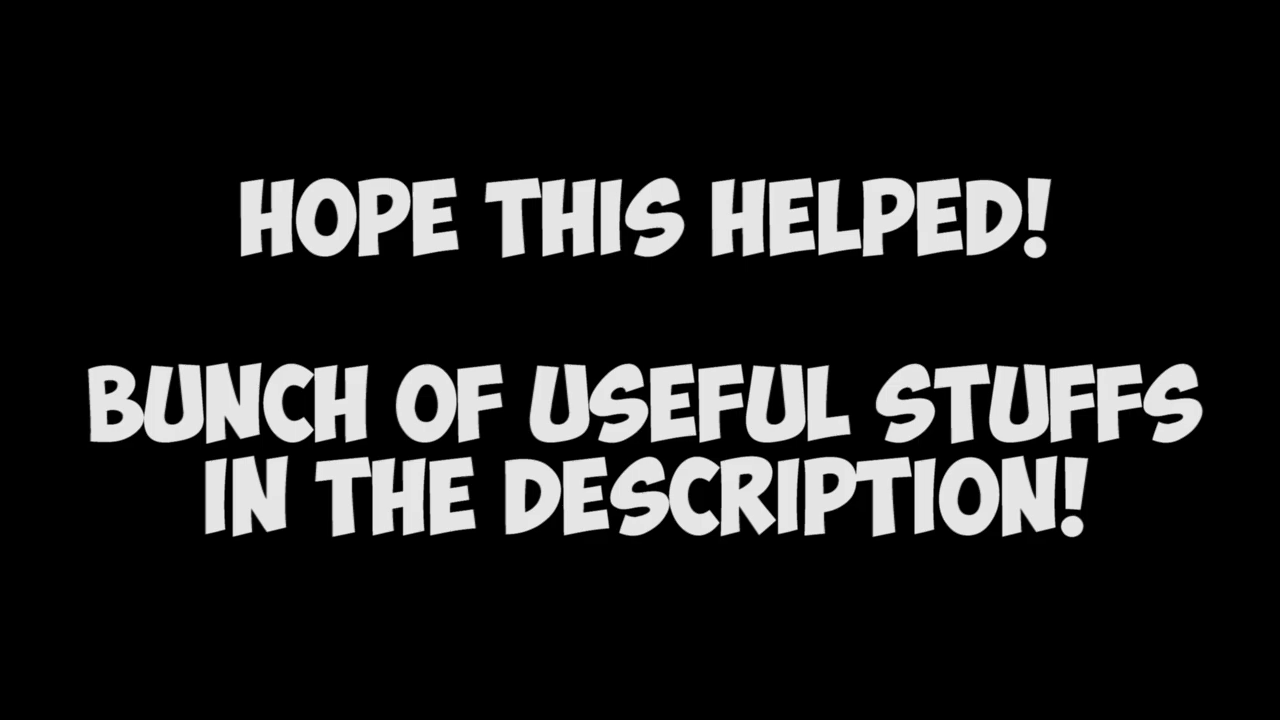 HOPE THIS HELPED!
BUNCH OF USEFUL STUFFS
IN THE DESCRIPTION!